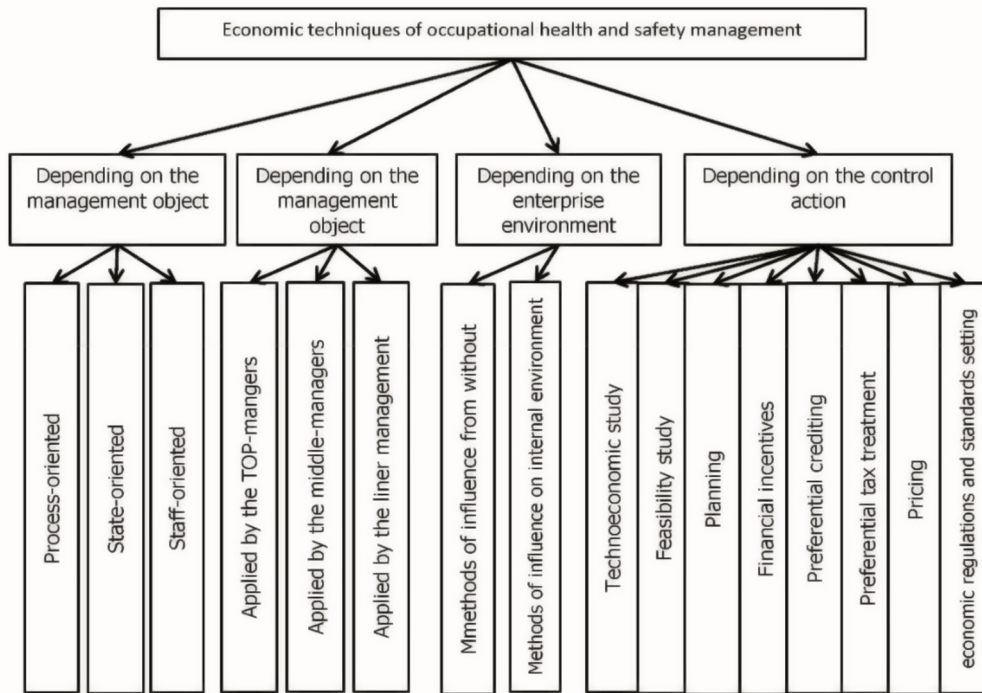 Economic techniques of occupational health and safety management
Depending on the
management object
Depending on the
management
object
Depending on the
enterprise
environment
Depending on the control
action
Process-oriented
State-oriented
Staff-oriented
Applied by the TOP-mangers
Applied by the middle-managers
Applied by the liner management
Mmethods of influence from without
Methods of influence on internal environment
Technoeconomic study
Feasibility study
Planning
Financial incentives
Preferential crediting
Preferential tax treatment
Pricing
economic regulations and standards setting